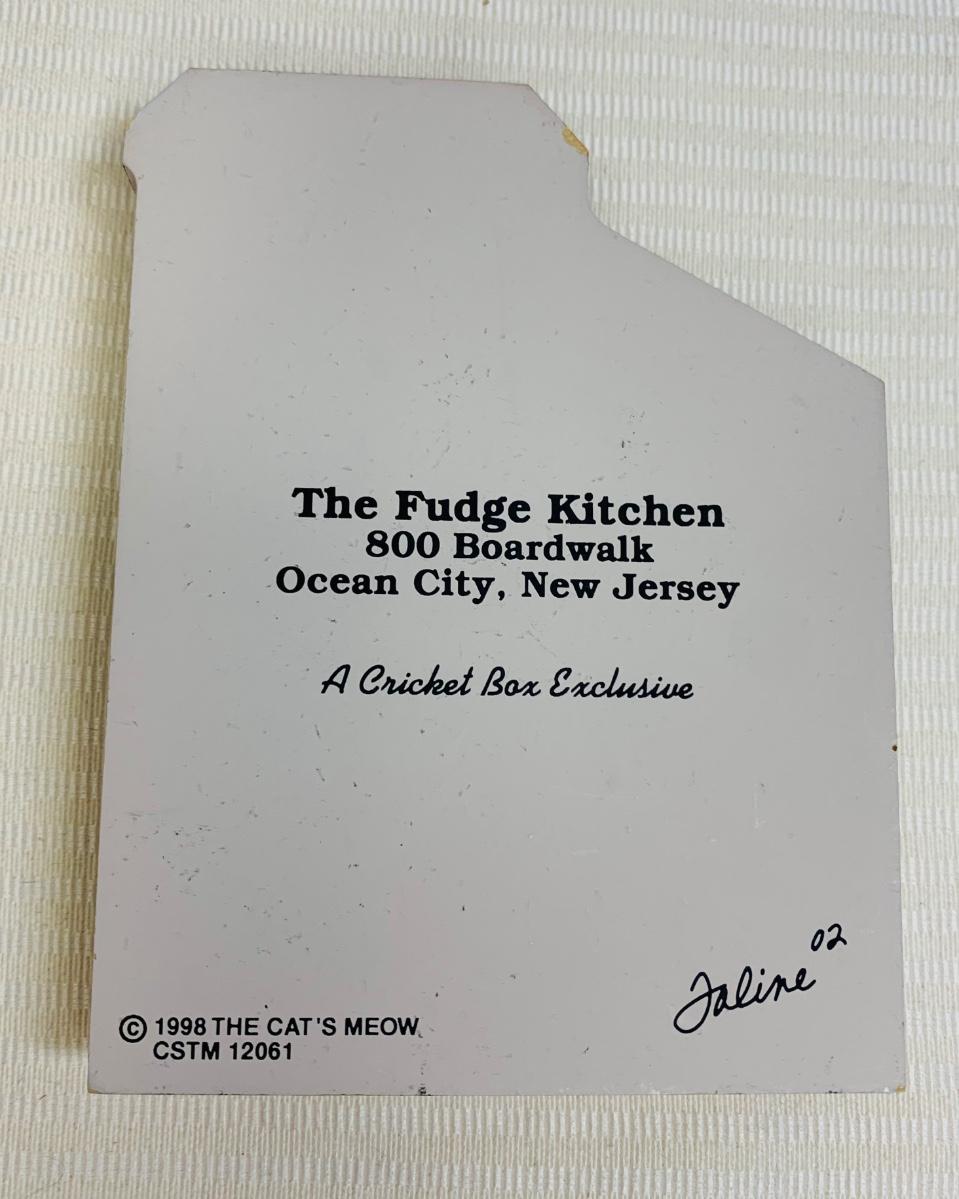 The Fudge Kitchen
800 Boardwalk
Ocean City, New Jersey
A Cricket Box Exclusive
Faline 02
© 1998 THE CAT'S MEOW
CSTM 12061